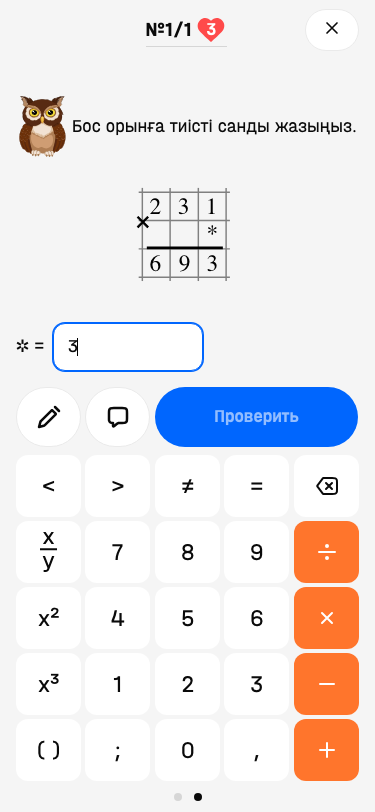 №1/1 3
×
Бос орынға тиісті санды жазыңыз.
2 3 1
×
*
6 9 3
✲ = 3
Проверить
< > ≠ =
x/y 7 8 9 ÷
x² 4 5 6 ×
x³ 1 2 3 −
( ) ; 0 , +